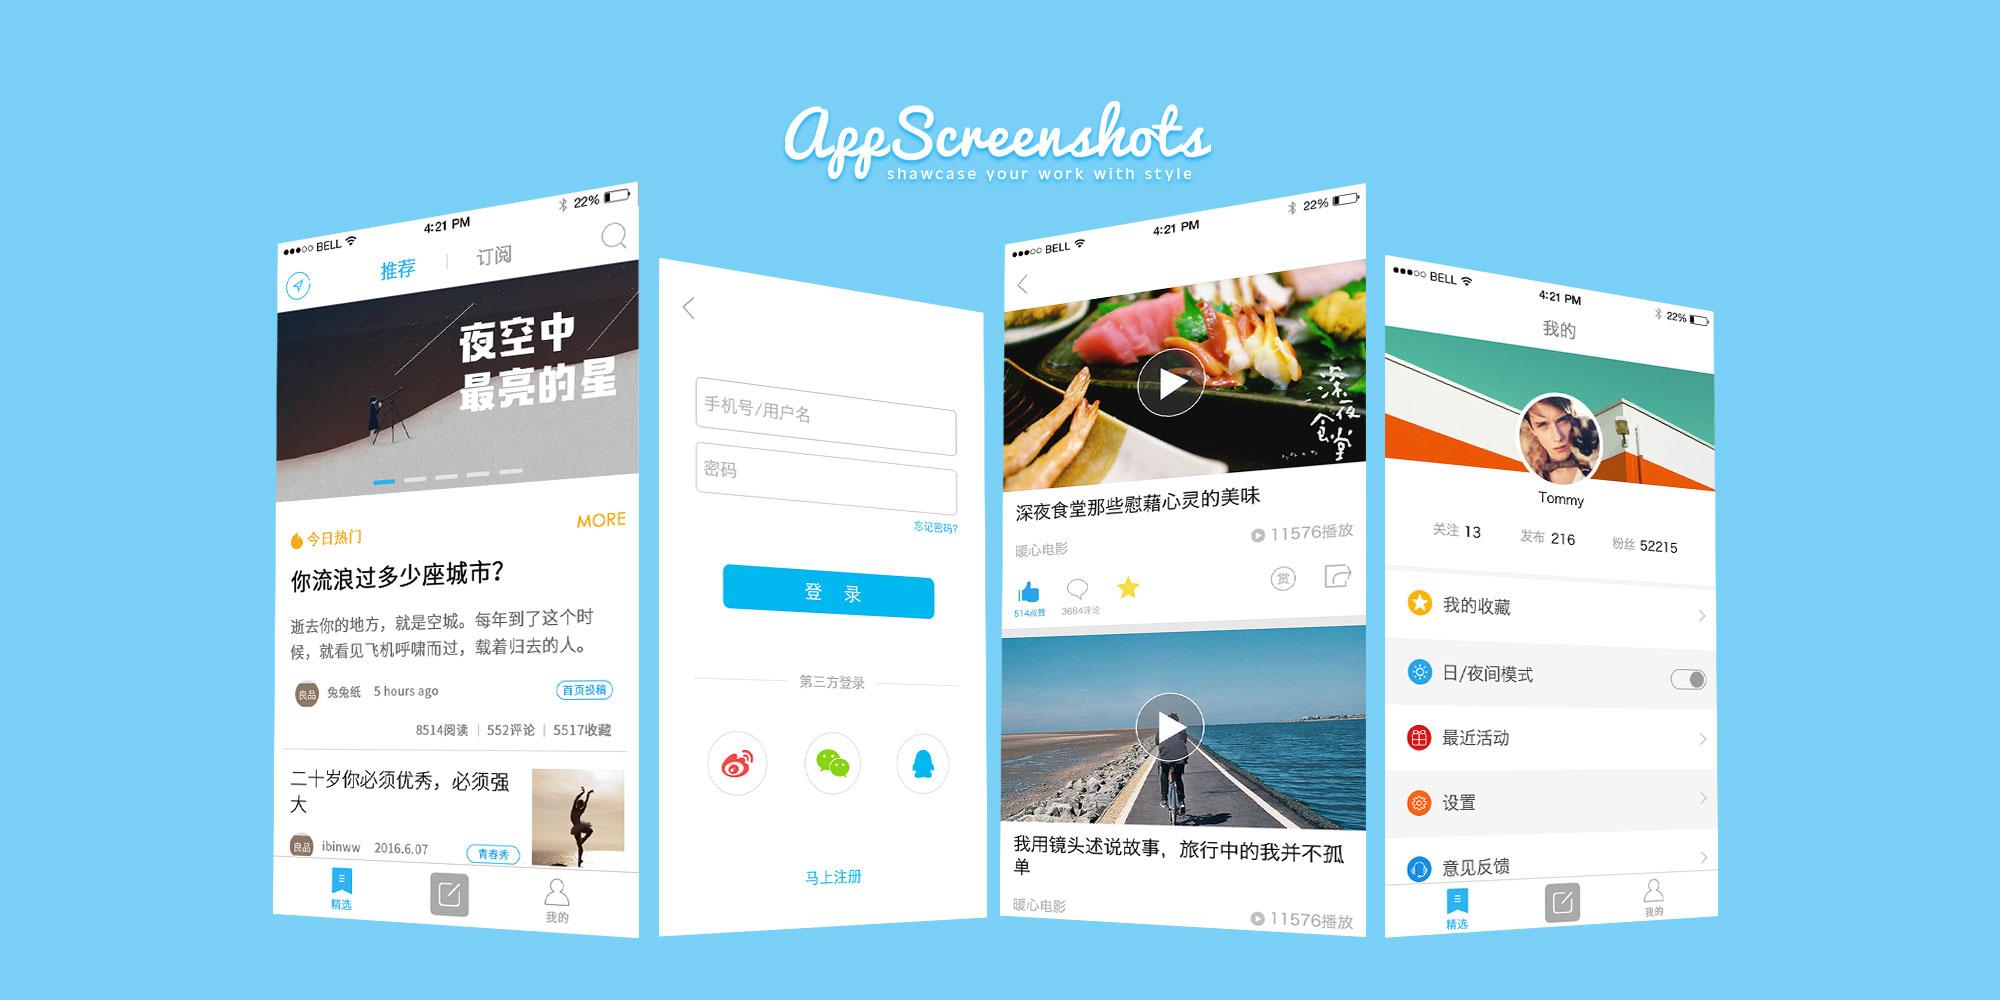 AppScreenshots
shawcase your work with style
BELL
4:21 PM
22%
推荐
订阅
夜空中
最亮的星
今日热门
MORE
你流浪过多少座城市?
逝去你的地方，就是空城。每年到了这个时
候，就看见飞机呼啸而过，载着归去的人。
良品
兔兔纸
5 hours ago
首页投稿
8514阅读 | 552评论 | 5517收藏
二十岁你必须优秀，必须强
大
良品
ibinww
2016.6.07
青春秀
精选
我的
手机号/用户名
密码
忘记密码?
登 录
第三方登录
马上注册
BELL
4:21 PM
22%
深夜食堂
深夜食堂那些慰藉心灵的美味
暖心电影
11576播放
514点赞
3684评论
赏
我用镜头述说故事，旅行中的我并不孤
单
暖心电影
11576播放
BELL
4:21 PM
22%
我的
Tommy
关注 13
发布 216
粉丝 52215
我的收藏
日/夜间模式
最近活动
设置
意见反馈
精选
我的